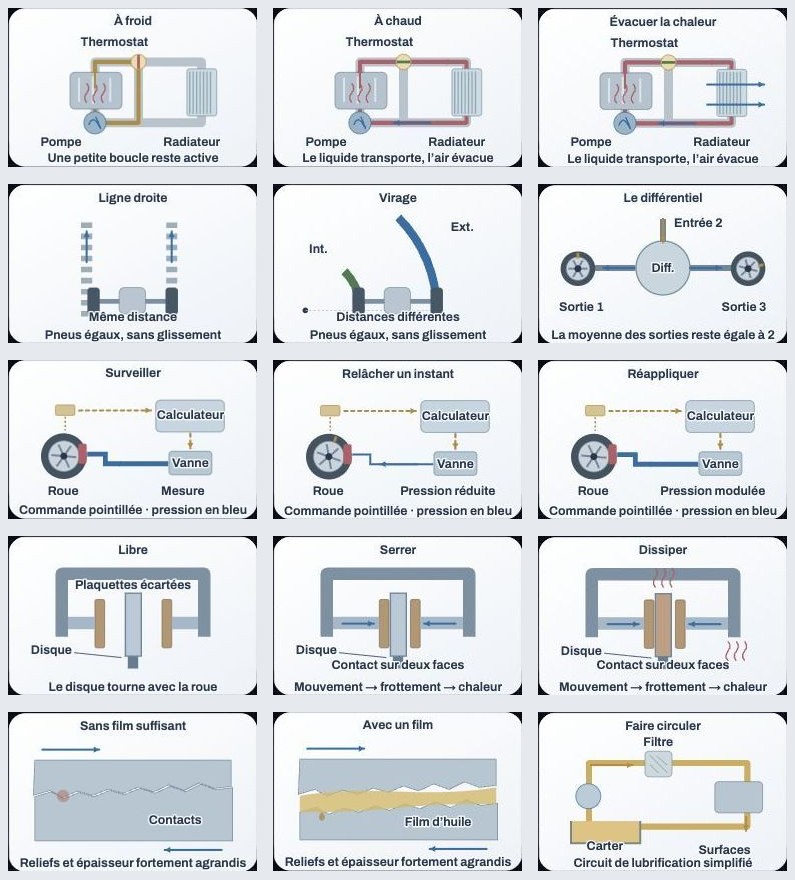 À froid
Thermostat
Pompe
Radiateur
Une petite boucle reste active
À chaud
Thermostat
Pompe
Radiateur
Le liquide transporte, l'air évacue
Évacuer la chaleur
Thermostat
Pompe
Radiateur
Le liquide transporte, l'air évacue
Ligne droite
Même distance
Pneus égaux, sans glissement
Virage
Int.
Ext.
Distances différentes
Pneus égaux, sans glissement
Le différentiel
Entrée 2
Diff.
Sortie 1
Sortie 3
La moyenne des sorties reste égale à 2
Surveiller
Calculateur
Vanne
Roue
Mesure
Commande pointillée · pression en bleu
Relâcher un instant
Calculateur
Vanne
Roue
Pression réduite
Commande pointillée · pression en bleu
Réappliquer
Calculateur
Vanne
Roue
Pression modulée
Commande pointillée · pression en bleu
Libre
Plaquettes écartées
Disque
Le disque tourne avec la roue
Serrer
Disque
Contact sur deux faces
Mouvement → frottement → chaleur
Dissiper
Disque
Contact sur deux faces
Mouvement → frottement → chaleur
Sans film suffisant
Contacts
Reliefs et épaisseur fortement agrandis
Avec un film
Film d'huile
Reliefs et épaisseur fortement agrandis
Faire circuler
Filtre
Carter
Surfaces
Circuit de lubrification simplifié